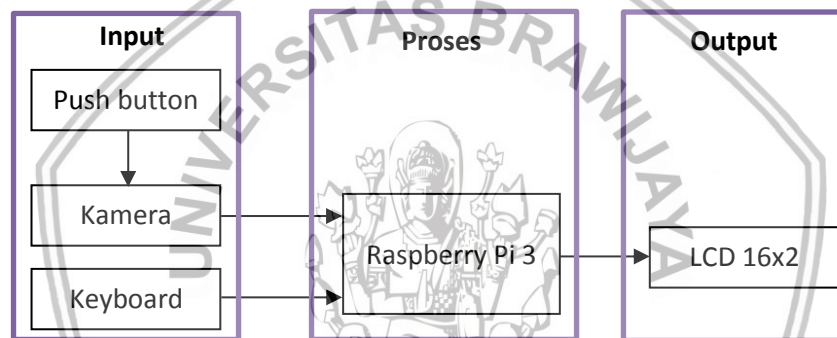 Input
Push button
Kamera
Keyboard
Proses
Raspberry Pi 3
Output
LCD 16x2
UNIVERSITAS BRAWIJAYA